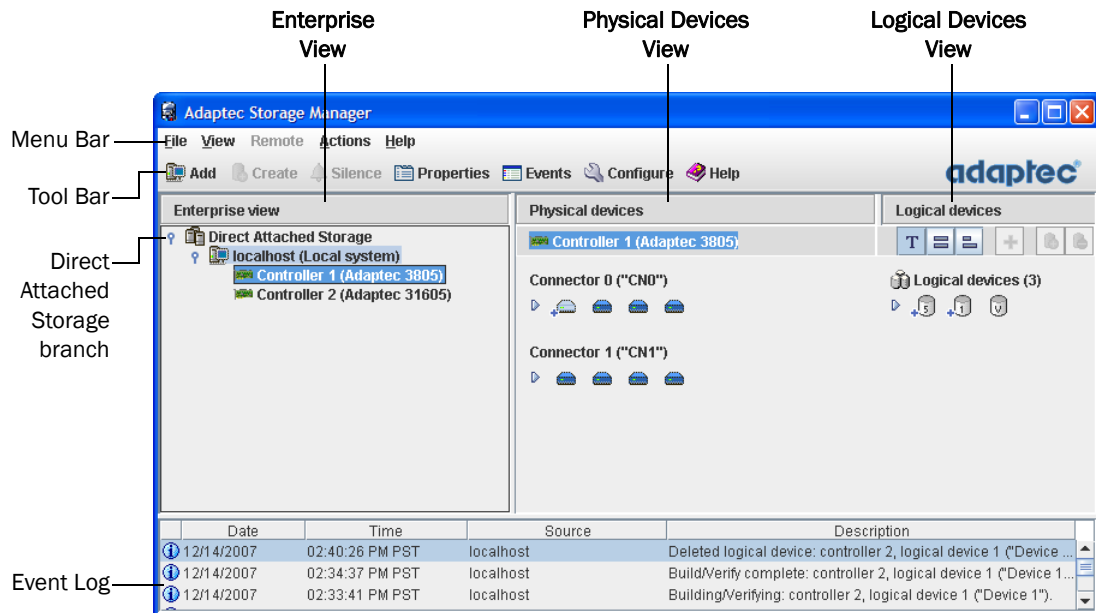 Enterprise
View
Physical Devices
View
Logical Devices
View
Adaptec Storage Manager
Menu Bar
File View Remote Actions Help
Tool Bar
Add Create Silence Properties Events Configure Help
adaptec
Enterprise view
Physical devices
Logical devices
Direct
Attached
Storage
branch
Direct Attached Storage
localhost (Local system)
Controller 1 (Adaptec 3805)
Controller 2 (Adaptec 31605)
Controller 1 (Adaptec 3805)
T
Connector 0 ("CN0")
Logical devices (3)
5 1 V
Connector 1 ("CN1")
Date Time Source Description
12/14/2007 02:40:26 PM PST localhost Deleted logical device: controller 2, logical device 1 ("Device ...
Event Log
12/14/2007 02:34:37 PM PST localhost Build/Verify complete: controller 2, logical device 1 ("Device 1...
12/14/2007 02:33:41 PM PST localhost Building/Verifying: controller 2, logical device 1 ("Device 1").